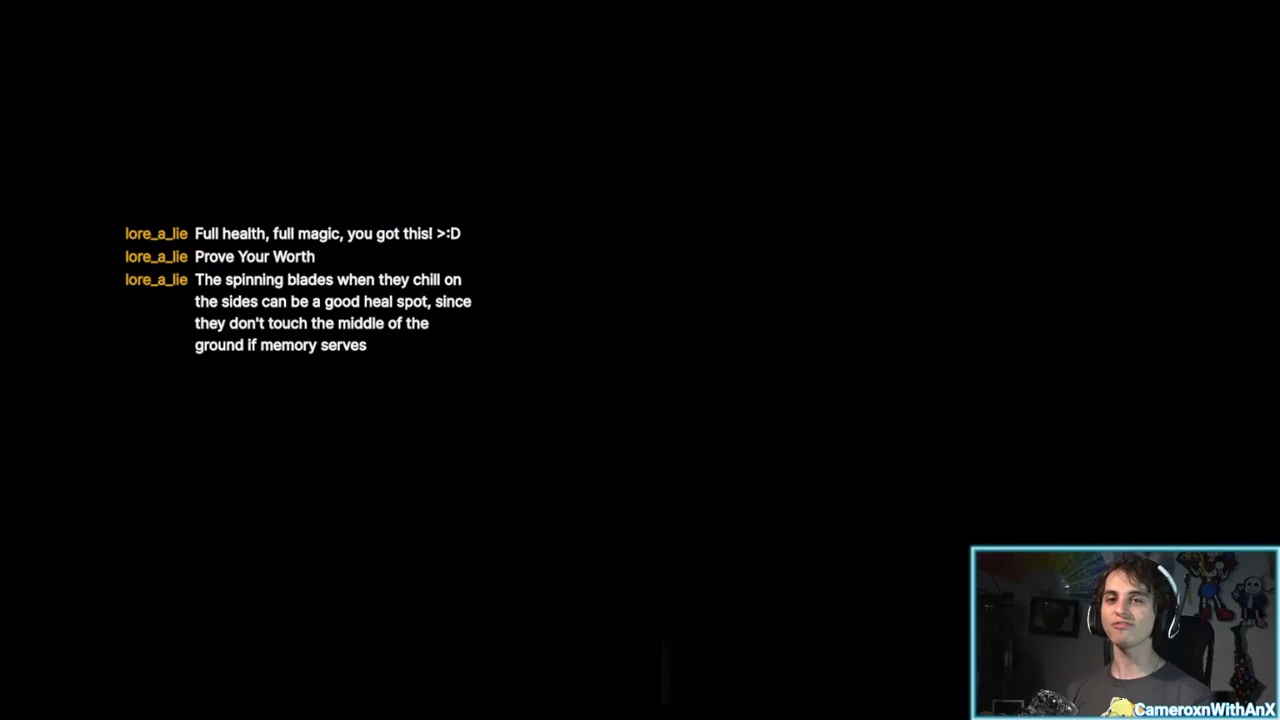 lore_a_lie Full health, full magic, you got this! >:D
lore_a_lie Prove Your Worth
lore_a_lie The spinning blades when they chill on
the sides can be a good heal spot, since
they don't touch the middle of the
ground if memory serves
CameroxnWithAnX